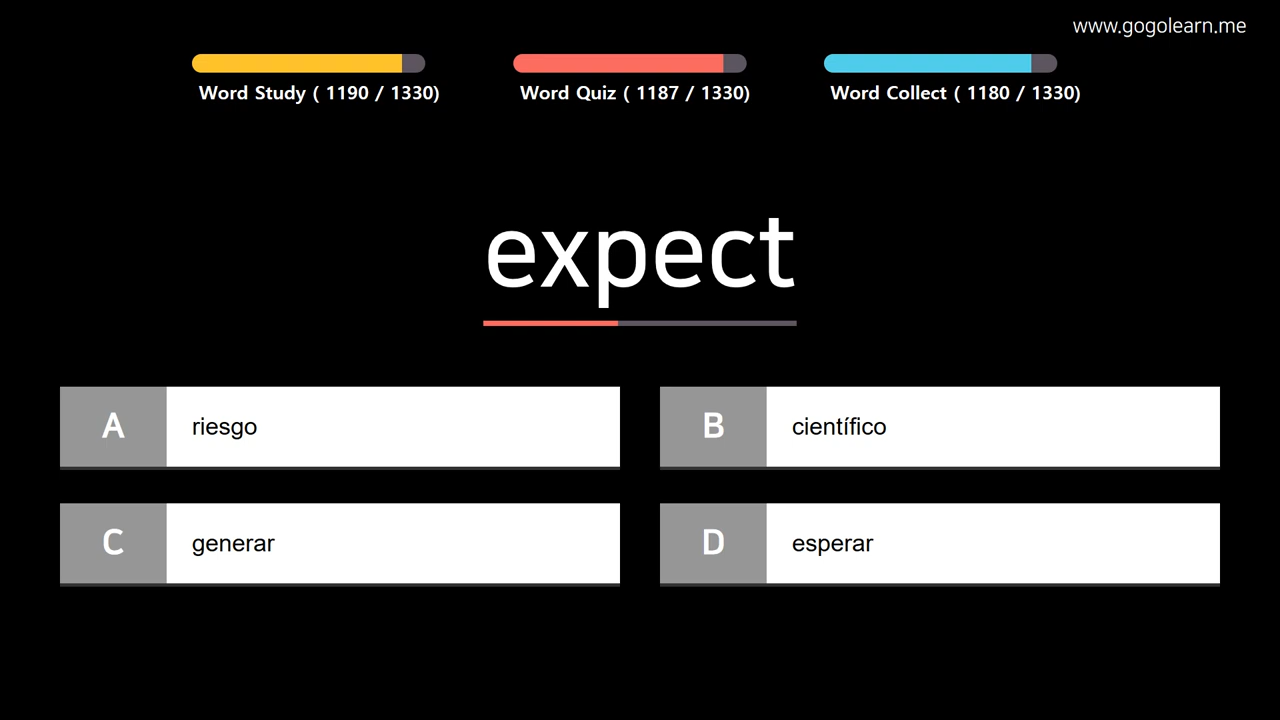 www.gogolearn.me
Word Study ( 1190 / 1330)
Word Quiz ( 1187 / 1330)
Word Collect ( 1180 / 1330)
expect
A riesgo
B científico
C generar
D esperar